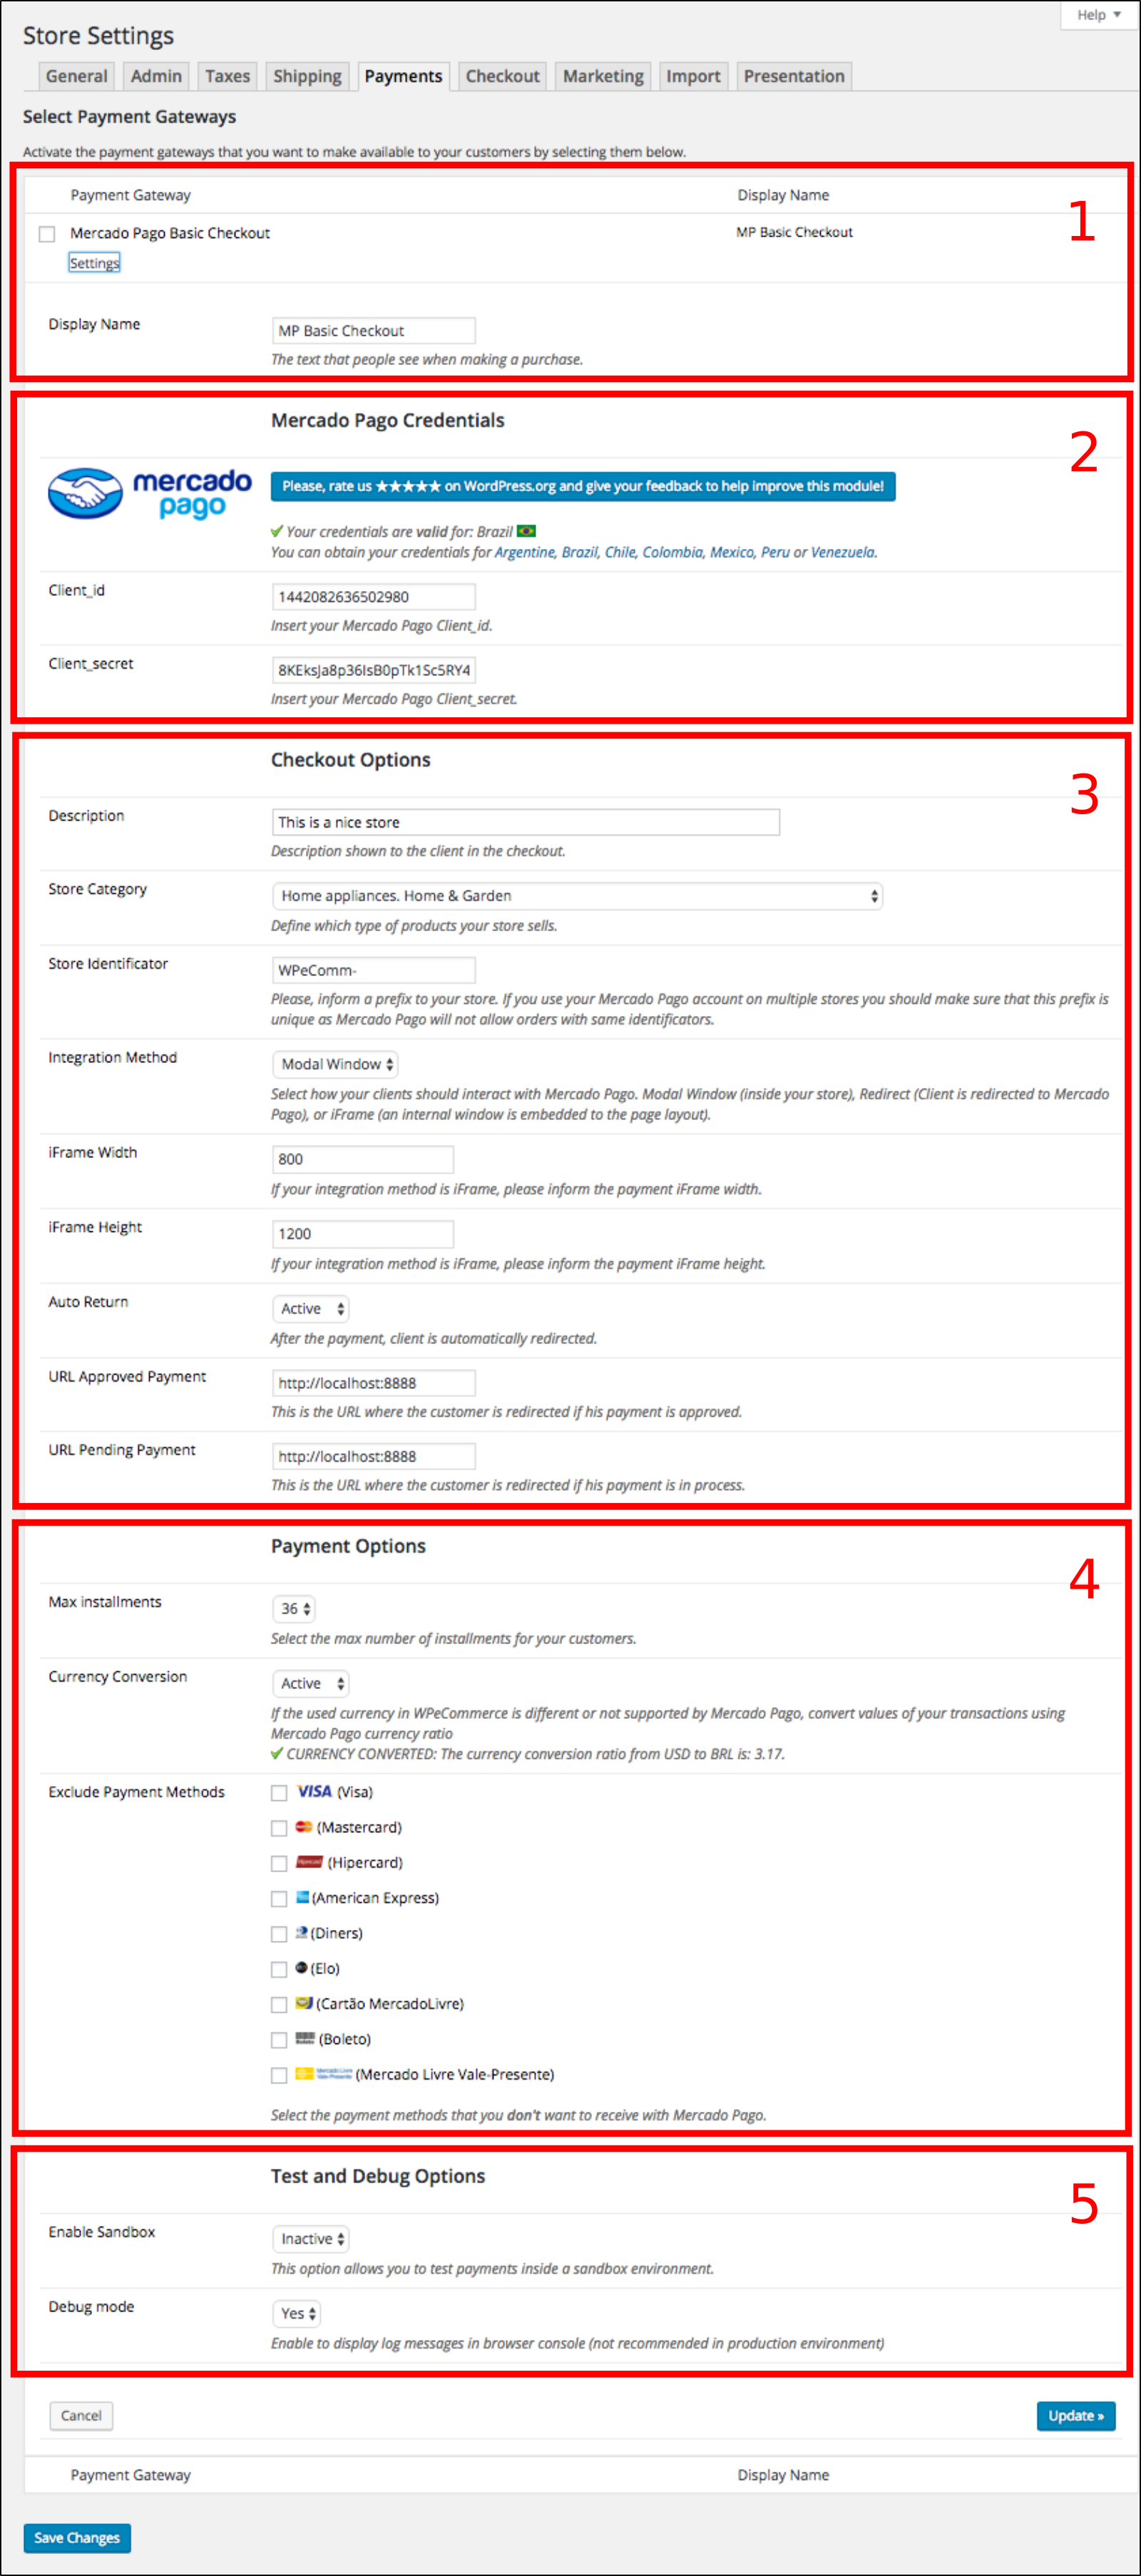 Help
Store Settings
General Admin Taxes Shipping Payments Checkout Marketing Import Presentation
Select Payment Gateways
Activate the payment gateways that you want to make available to your customers by selecting them below.
Payment Gateway Display Name
1
Mercado Pago Basic Checkout MP Basic Checkout
Settings
Display Name MP Basic Checkout
The text that people see when making a purchase.
Mercado Pago Credentials
2
mercado
pago
Please, rate us ★★★★★ on WordPress.org and give your feedback to help improve this module!
✔ Your credentials are valid for: Brazil
You can obtain your credentials for Argentine, Brazil, Chile, Colombia, Mexico, Peru or Venezuela.
Client_id 1442082636502980
Insert your Mercado Pago Client_id.
Client_secret 8KEksJa8p36IsB0pTk1Sc5RY4
Insert your Mercado Pago Client_secret.
Checkout Options
3
Description This is a nice store
Description shown to the client in the checkout.
Store Category Home appliances. Home & Garden
Define which type of products your store sells.
Store Identificator WPeComm-
Please, inform a prefix to your store. If you use your Mercado Pago account on multiple stores you should make sure that this prefix is
unique as Mercado Pago will not allow orders with same identificators.
Integration Method Modal Window
Select how your clients should interact with Mercado Pago. Modal Window (inside your store), Redirect (Client is redirected to Mercado
Pago), or iFrame (an internal window is embedded to the page layout).
iFrame Width 800
If your integration method is iFrame, please inform the payment iFrame width.
iFrame Height 1200
If your integration method is iFrame, please inform the payment iFrame height.
Auto Return Active
After the payment, client is automatically redirected.
URL Approved Payment http://localhost:8888
This is the URL where the customer is redirected if his payment is approved.
URL Pending Payment http://localhost:8888
This is the URL where the customer is redirected if his payment is in process.
Payment Options
4
Max installments 36
Select the max number of installments for your customers.
Currency Conversion Active
If the used currency in WPeCommerce is different or not supported by Mercado Pago, convert values of your transactions using
Mercado Pago currency ratio
✔ CURRENCY CONVERTED: The currency conversion ratio from USD to BRL is: 3.17.
Exclude Payment Methods VISA (Visa)
(Mastercard)
Hipercard (Hipercard)
(American Express)
(Diners)
(Elo)
(Cartão MercadoLivre)
Boleto (Boleto)
Mercado Livre
Vale-Presente (Mercado Livre Vale-Presente)
Select the payment methods that you don't want to receive with Mercado Pago.
Test and Debug Options
5
Enable Sandbox Inactive
This option allows you to test payments inside a sandbox environment.
Debug mode Yes
Enable to display log messages in browser console (not recommended in production environment)
Cancel Update »
Payment Gateway Display Name
Save Changes